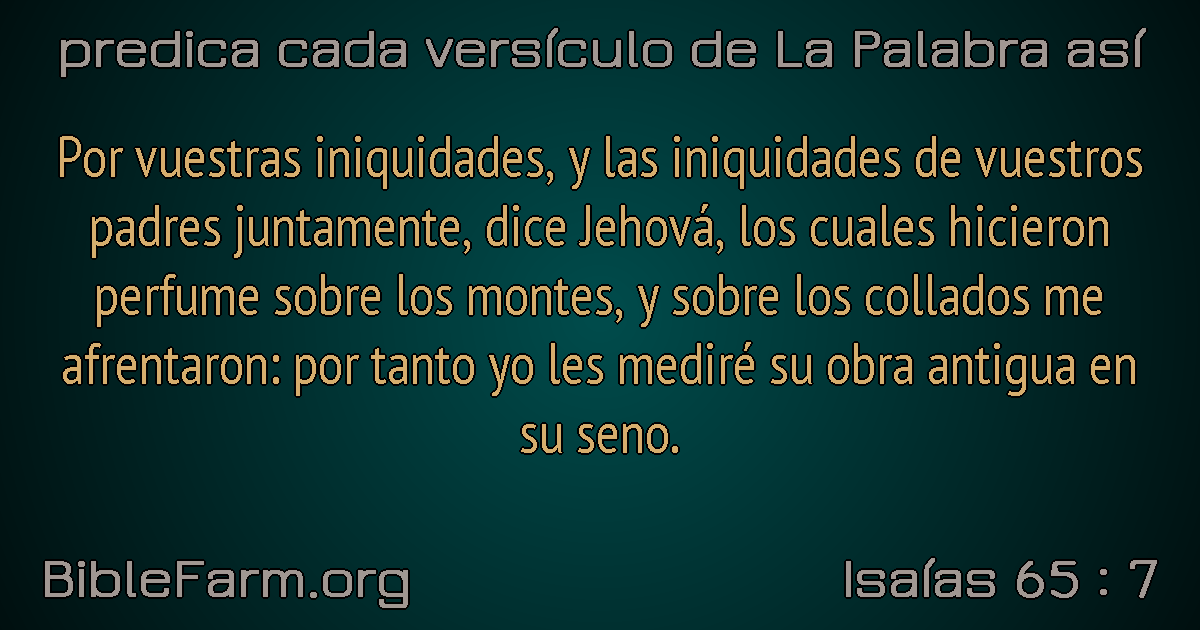 predica cada versículo de La Palabra así
Por vuestras iniquidades, y las iniquidades de vuestros
padres juntamente, dice Jehová, los cuales hicieron
perfume sobre los montes, y sobre los collados me
afrentaron: por tanto yo les mediré su obra antigua en
su seno.
BibleFarm.org
Isaías 65 : 7